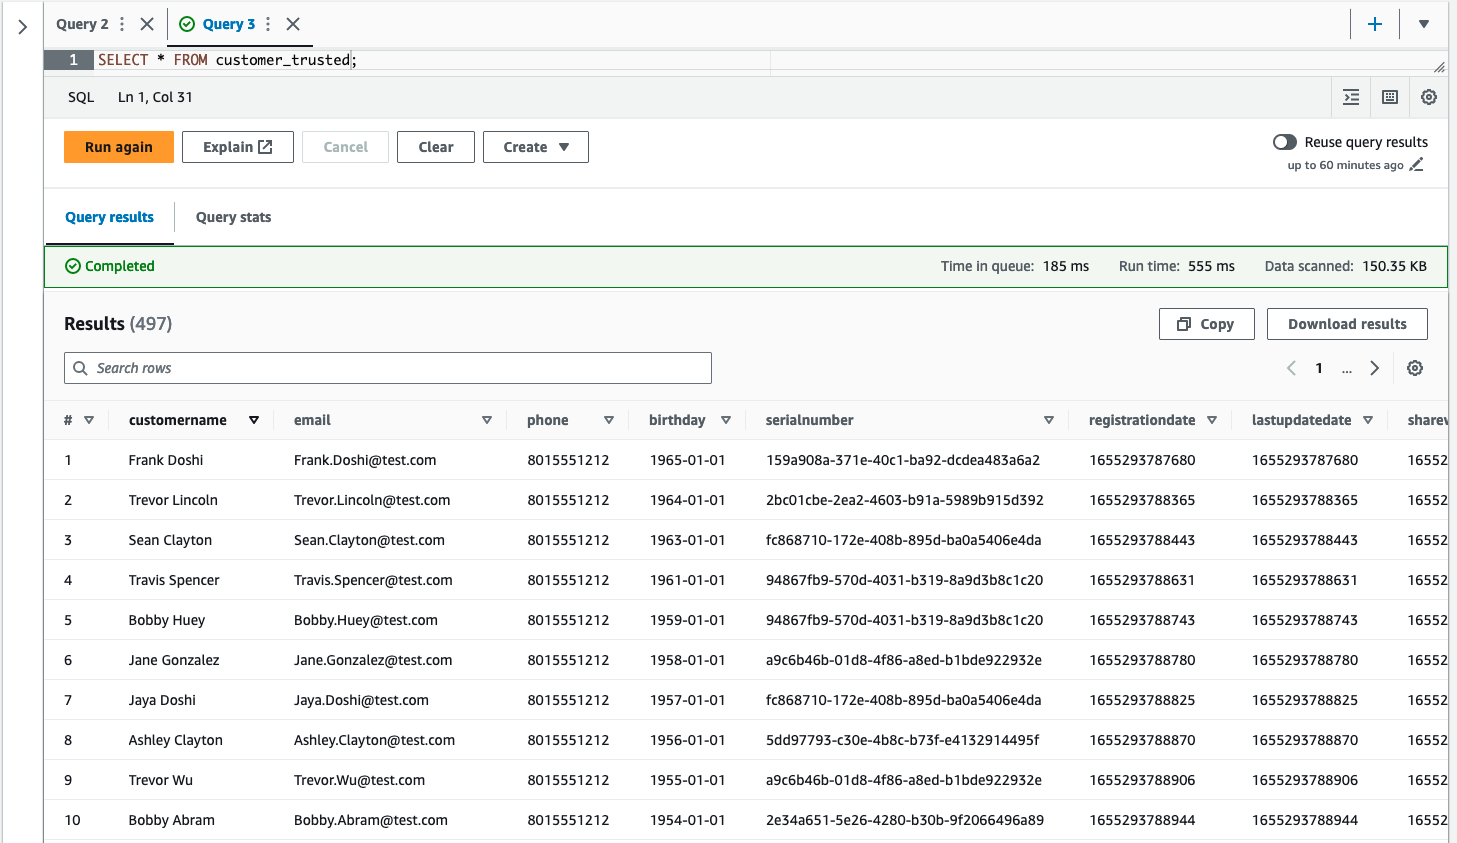 Query 2 Query 3
1 SELECT * FROM customer_trusted;
SQL Ln 1, Col 31
Run again Explain Cancel Clear Create Reuse query results
up to 60 minutes ago
Query results Query stats
Completed Time in queue: 185 ms Run time: 555 ms Data scanned: 150.35 KB
Results (497) Copy Download results
Search rows 1 ...
# customername email phone birthday serialnumber registrationdate lastupdatedate sharew
1 Frank Doshi Frank.Doshi@test.com 8015551212 1965-01-01 159a908a-371e-40c1-ba92-dcdea483a6a2 1655293787680 1655293787680 16552
2 Trevor Lincoln Trevor.Lincoln@test.com 8015551212 1964-01-01 2bc01cbe-2ea2-4603-b91a-5989b915d392 1655293788365 1655293788365 16552
3 Sean Clayton Sean.Clayton@test.com 8015551212 1963-01-01 fc868710-172e-408b-895d-ba0a5406e4da 1655293788443 1655293788443 16552
4 Travis Spencer Travis.Spencer@test.com 8015551212 1961-01-01 94867fb9-570d-4031-b319-8a9d3b8c1c20 1655293788631 1655293788631 16552
5 Bobby Huey Bobby.Huey@test.com 8015551212 1959-01-01 94867fb9-570d-4031-b319-8a9d3b8c1c20 1655293788743 1655293788743 16552
6 Jane Gonzalez Jane.Gonzalez@test.com 8015551212 1958-01-01 a9c6b46b-01d8-4f86-a8ed-b1bde922932e 1655293788780 1655293788780 16552
7 Jaya Doshi Jaya.Doshi@test.com 8015551212 1957-01-01 fc868710-172e-408b-895d-ba0a5406e4da 1655293788825 1655293788825 16552
8 Ashley Clayton Ashley.Clayton@test.com 8015551212 1956-01-01 5dd97793-c30e-4b8c-b73f-e4132914495f 1655293788870 1655293788870 16552
9 Trevor Wu Trevor.Wu@test.com 8015551212 1955-01-01 a9c6b46b-01d8-4f86-a8ed-b1bde922932e 1655293788906 1655293788906 16552
10 Bobby Abram Bobby.Abram@test.com 8015551212 1954-01-01 2e34a651-5e26-4280-b30b-9f2066496a89 1655293788944 1655293788944 16552